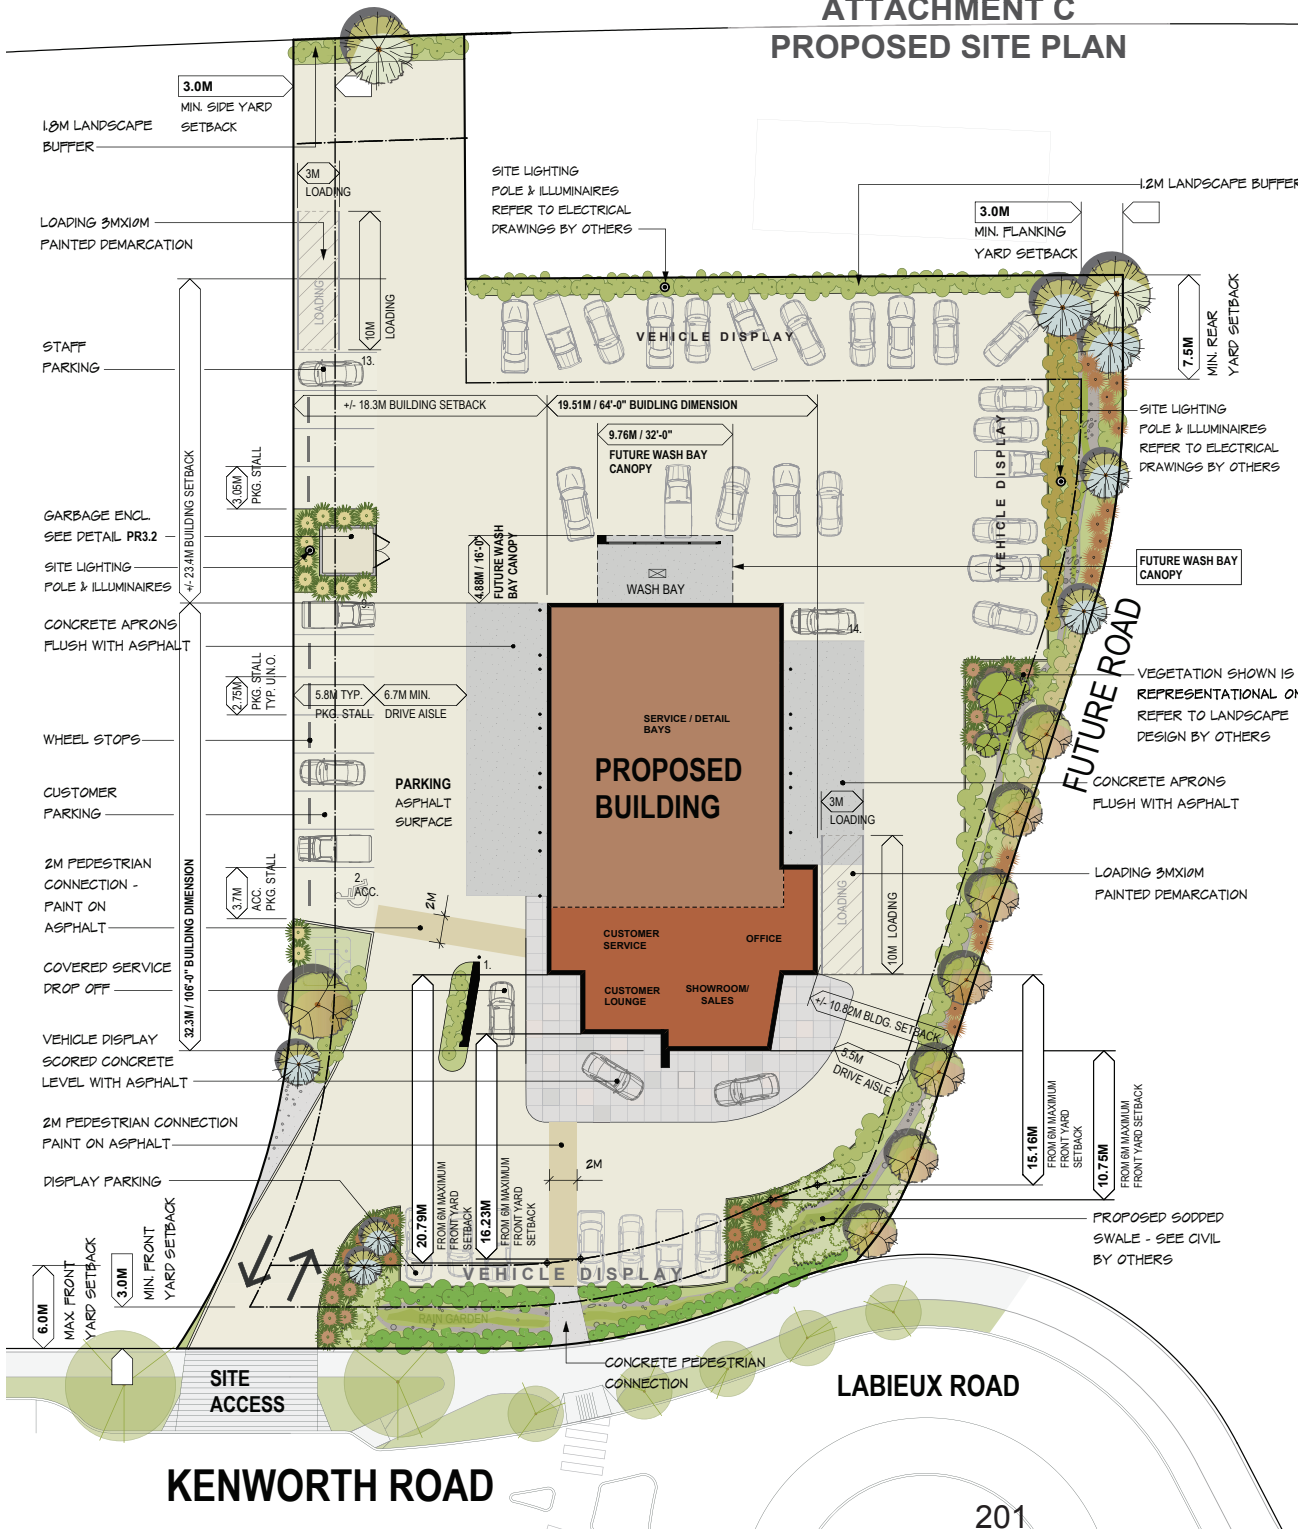 ATTACHMENT C
PROPOSED SITE PLAN
3.0M
MIN. SIDE YARD
SETBACK
1.8M LANDSCAPE
BUFFER
3M
LOADING
LOADING 3MX10M
PAINTED DEMARCATION
LOADING
10M
LOADING
SITE LIGHTING
POLE & ILLUMINAIRES
REFER TO ELECTRICAL
DRAWINGS BY OTHERS
1.2M LANDSCAPE BUFFER
3.0M
MIN. FLANKING
YARD SETBACK
7.5M
MIN. REAR
YARD SETBACK
VEHICLE DISPLAY
STAFF
PARKING
13.
+/- 18.3M BUILDING SETBACK
19.51M / 64'-0" BUIDLING DIMENSION
9.76M / 32'-0"
FUTURE WASH BAY
CANOPY
VEHICLE DISPLAY
SITE LIGHTING
POLE & ILLUMINAIRES
REFER TO ELECTRICAL
DRAWINGS BY OTHERS
3.05M
PKG. STALL
+/- 23.4M BUILDING SETBACK
GARBAGE ENCL.
SEE DETAIL PR3.2
SITE LIGHTING
POLE & ILLUMINAIRES
4.88M / 16'-0"
FUTURE WASH
BAY CANOPY
WASH BAY
FUTURE WASH BAY
CANOPY
CONCRETE APRONS
FLUSH WITH ASPHALT
14.
FUTURE ROAD
2.75M
PKG. STALL
TYP. U.N.O.
5.8M TYP.
PKG. STALL
6.7M MIN.
DRIVE AISLE
VEGETATION SHOWN IS
REPRESENTATIONAL ON
REFER TO LANDSCAPE
DESIGN BY OTHERS
SERVICE / DETAIL
BAYS
WHEEL STOPS
PROPOSED
BUILDING
PARKING
ASPHALT
SURFACE
CUSTOMER
PARKING
3M
LOADING
CONCRETE APRONS
FLUSH WITH ASPHALT
2M PEDESTRIAN
CONNECTION -
PAINT ON
ASPHALT
3.7M
ACC.
PKG. STALL
2.
ACC.
32.3M / 106'-0" BUILDING DIMENSION
2M
LOADING
10M LOADING
LOADING 3MX10M
PAINTED DEMARCATION
CUSTOMER
SERVICE
OFFICE
COVERED SERVICE
DROP OFF
1.
CUSTOMER
LOUNGE
SHOWROOM/
SALES
+/- 10.82M BLDG. SETBACK
5.5M
DRIVE AISLE
VEHICLE DISPLAY
SCORED CONCRETE
LEVEL WITH ASPHALT
15.16M
FROM 6M MAXIMUM
FRONT YARD
SETBACK
10.75M
FROM 6M MAXIMUM
FRONT YARD SETBACK
2M PEDESTRIAN CONNECTION
PAINT ON ASPHALT
2M
20.79M
FROM 6M MAXIMUM
FRONT YARD
SETBACK
16.23M
FROM 6M MAXIMUM
FRONT YARD
SETBACK
DISPLAY PARKING
PROPOSED SODDED
SWALE - SEE CIVIL
BY OTHERS
6.0M
MAX. FRONT
YARD SETBACK
3.0M
MIN. FRONT
YARD SETBACK
VEHICLE DISPLAY
RAIN GARDEN
CONCRETE PEDESTRIAN
CONNECTION
SITE
ACCESS
LABIEUX ROAD
KENWORTH ROAD
201